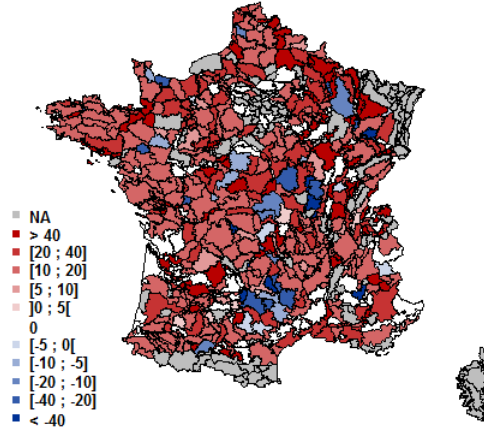 NA
> 40
[20 ; 40]
[10 ; 20]
[5 ; 10]
]0 ; 5[
0
[-5 ; 0[
[-10 ; -5]
[-20 ; -10]
[-40 ; -20]
< -40